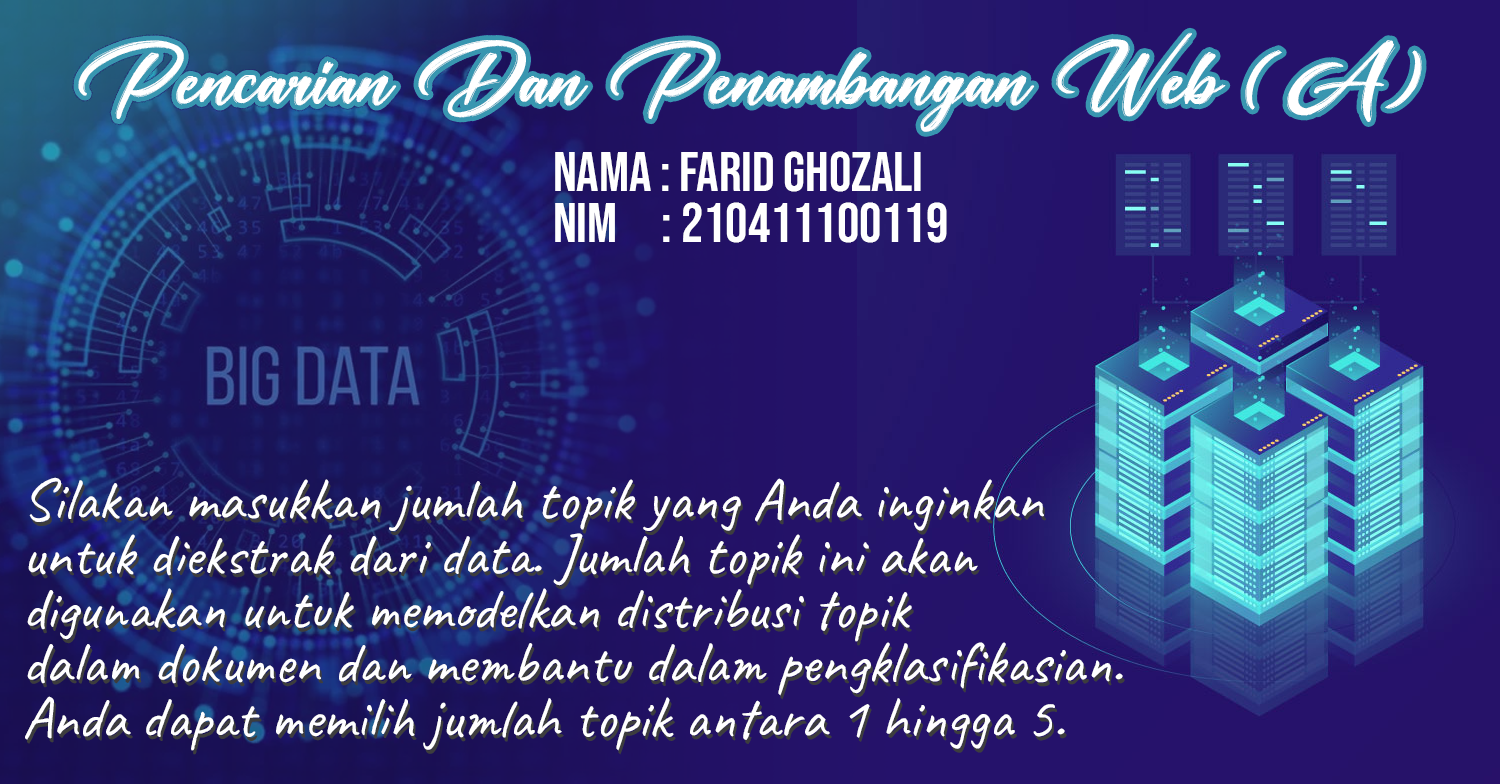 Pencarian Dan Penambangan Web (A)
NAMA : FARID GHOZALI
NIM : 210411100119
BIG DATA
Silakan masukkan jumlah topik yang Anda inginkan
untuk diekstrak dari data. Jumlah topik ini akan
digunakan untuk memodelkan distribusi topik
dalam dokumen dan membantu dalam pengklasifikasian.
Anda dapat memilih jumlah topik antara 1 hingga 5.